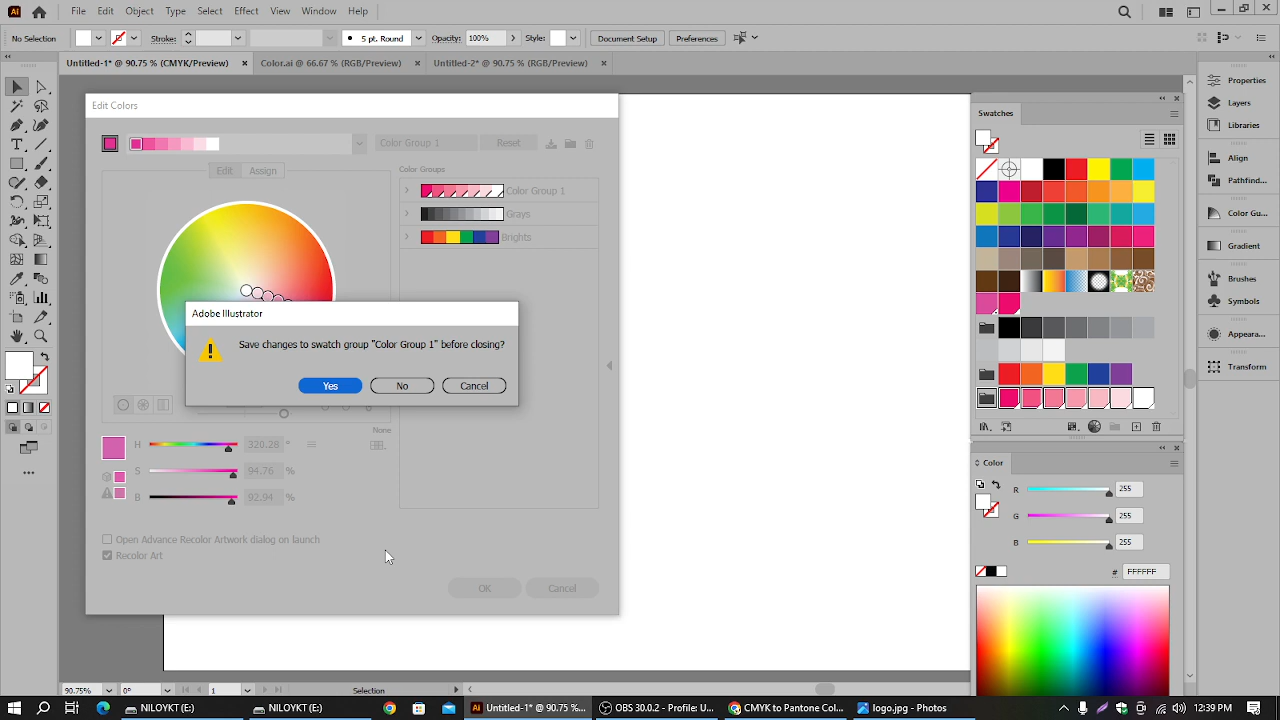 Ai File Edit Object Type Select Effect View Window Help
No Selection Stroke: 5 pt. Round Opacity: 100% Style: Document Setup Preferences
Untitled-1* @ 90.75 % (CMYK/Preview) × Color.ai @ 66.67 % (RGB/Preview) × Untitled-2* @ 90.75 % (RGB/Preview) ×
Edit Colors
Color Group 1 Reset
Edit Assign
Color Groups
Color Group 1
Grays
Brights
Adobe Illustrator
Save changes to swatch group "Color Group 1" before closing?
Yes No Cancel
None
H 320.28 °
S 94.76 %
B 92.94 %
Open Advance Recolor Artwork dialog on launch
Recolor Art
OK Cancel
Swatches
Color
R 255
G 255
B 255
# FFFFFF
Properties
Layers
Libraries
Align
Pathfin...
Color Gu...
Gradient
Brushes
Symbols
Appeara...
Transform
90.75% 0° 1 Selection
NILOYKT (E:) NILOYKT (E:) Ai Untitled-1* @ 90.75 %... OBS 30.0.2 - Profile: U... CMYK to Pantone Col... logo.jpg - Photos 12:39 PM